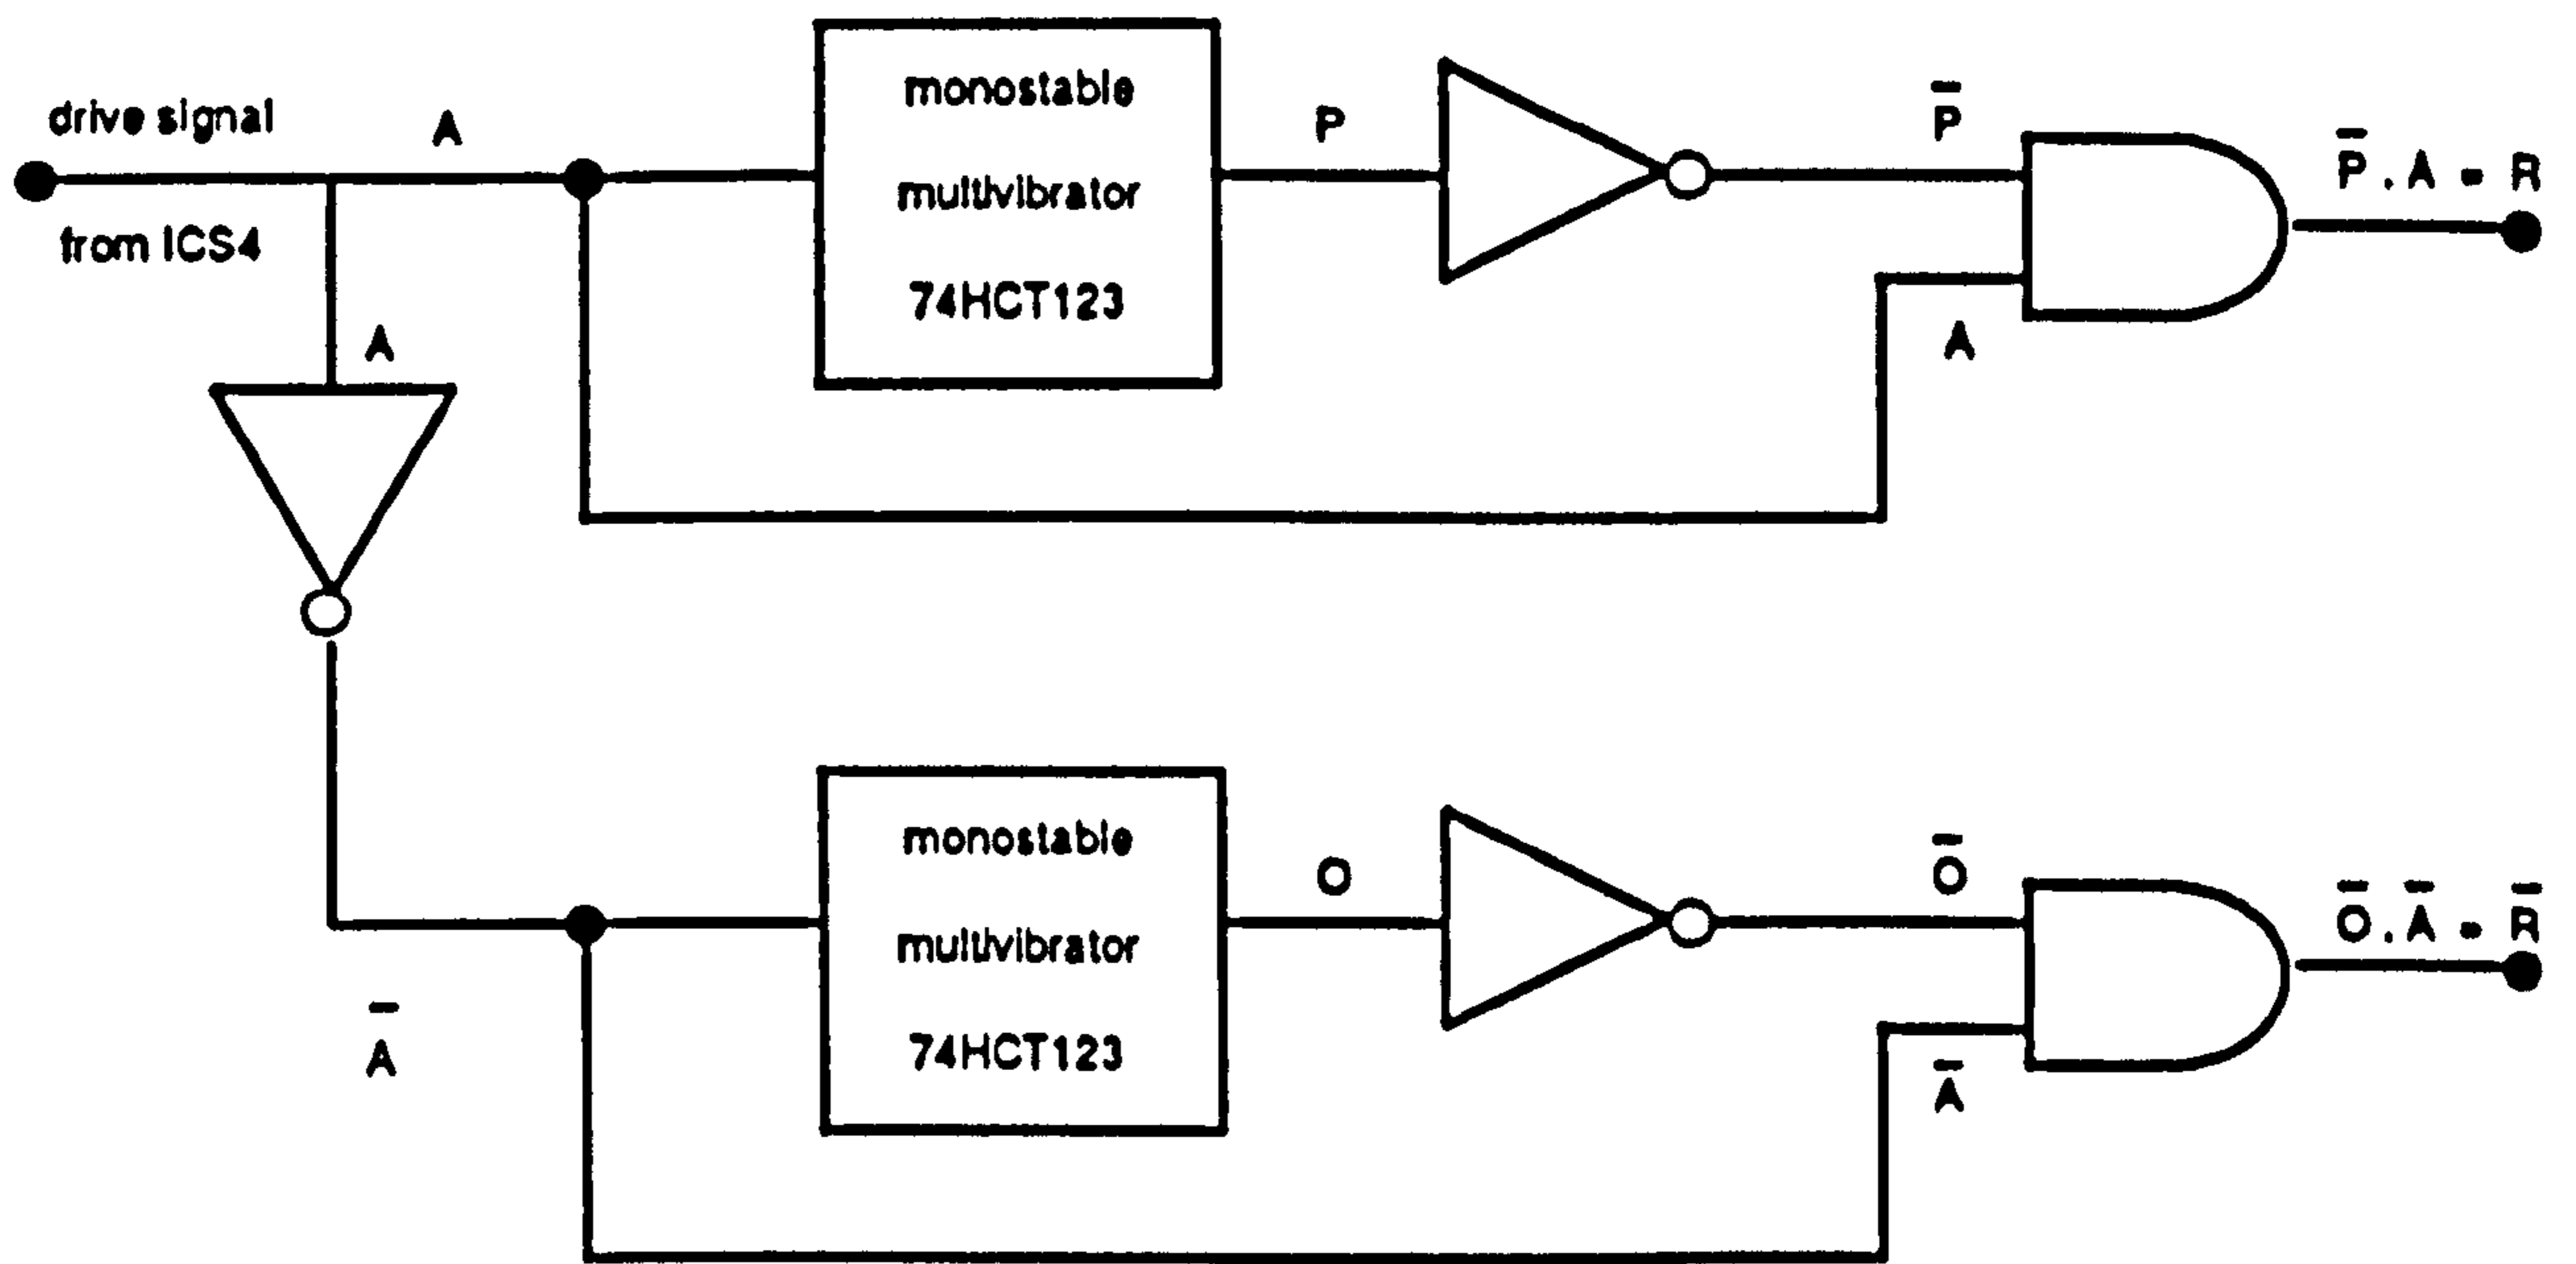 drive signal
from ICS4
A
A
monostable
multivibrator
74HCT123
P
P̅
A
P̅ . A = R
A̅
monostable
multivibrator
74HCT123
O
O̅
A̅
O̅ . A̅ = R̅